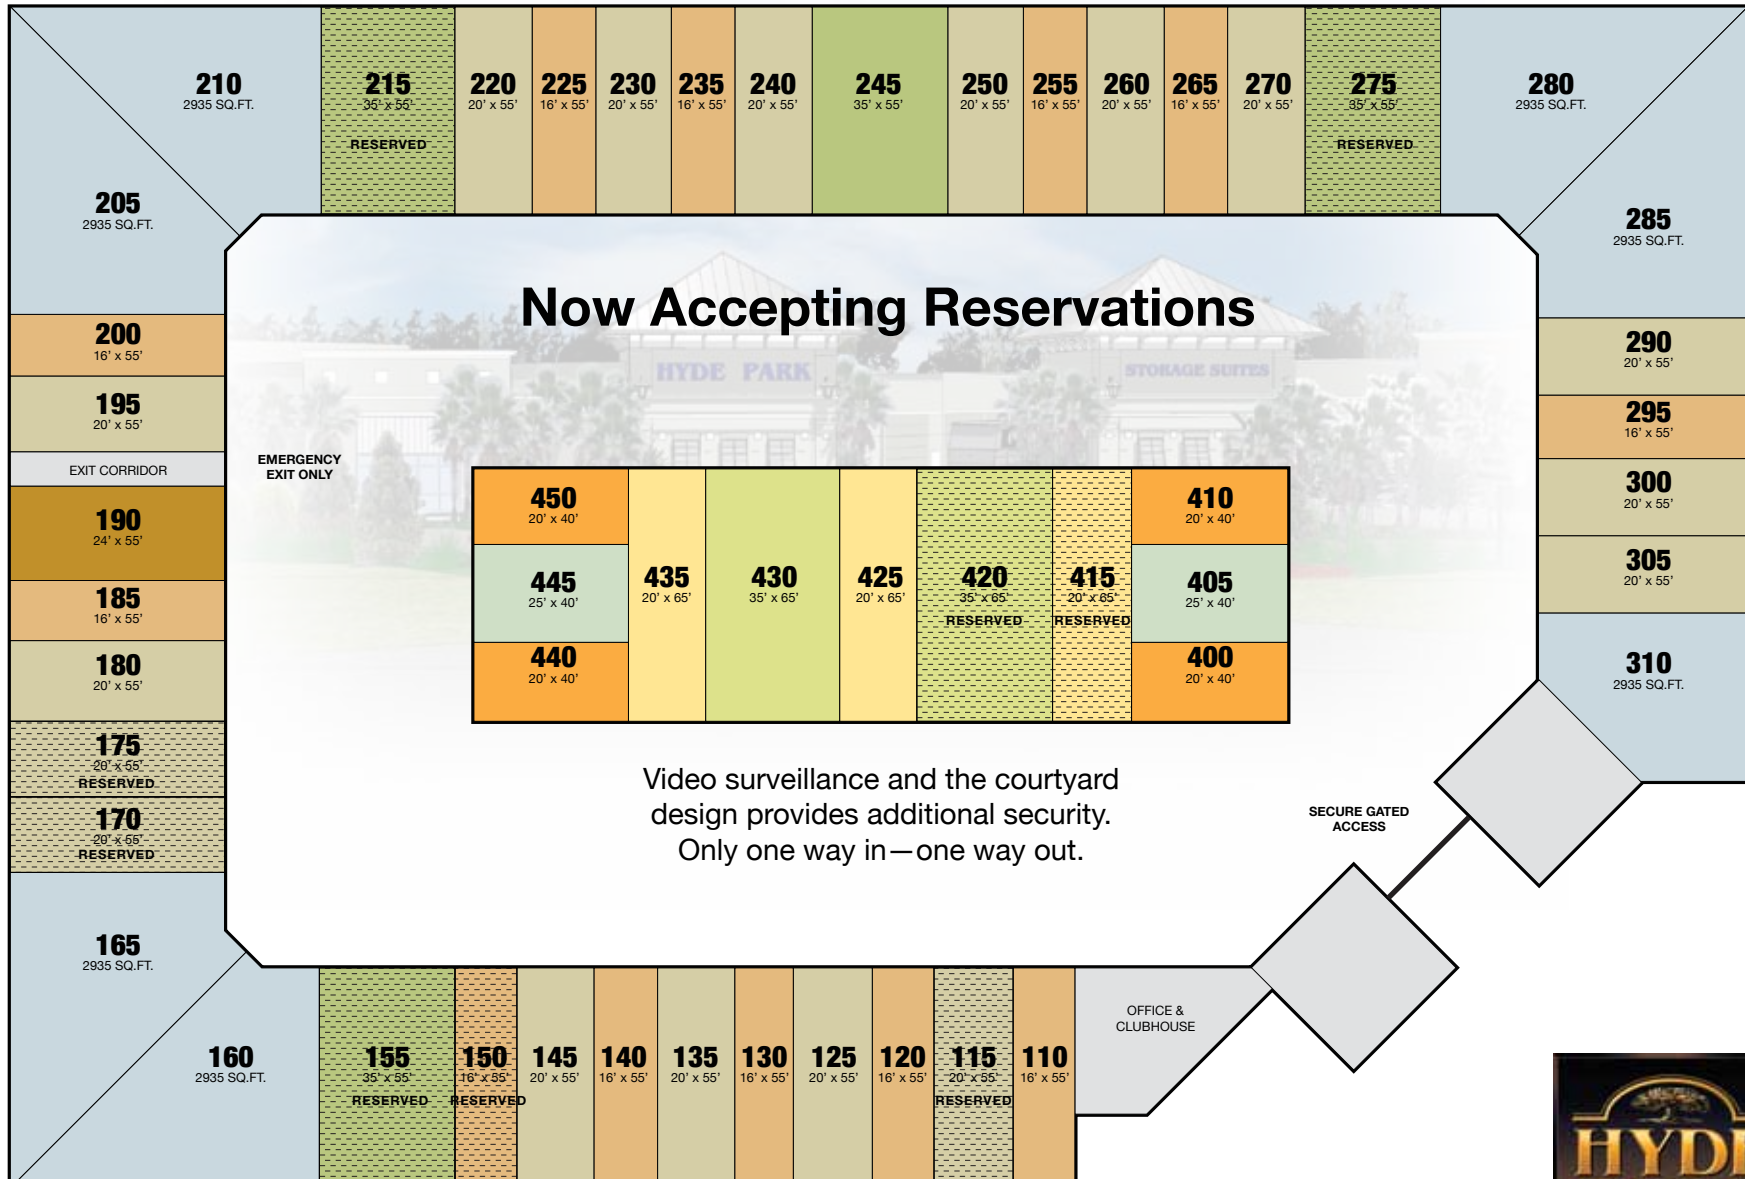 210
2935 SQ.FT.
215
35' x 55'
RESERVED
220
20' x 55'
225
16' x 55'
230
20' x 55'
235
16' x 55'
240
20' x 55'
245
35' x 55'
250
20' x 55'
255
16' x 55'
260
20' x 55'
265
16' x 55'
270
20' x 55'
275
35' x 55'
RESERVED
280
2935 SQ.FT.
205
2935 SQ.FT.
285
2935 SQ.FT.
Now Accepting Reservations
HYDE PARK
STORAGE SUITES
200
16' x 55'
195
20' x 55'
EXIT CORRIDOR
190
24' x 55'
185
16' x 55'
180
20' x 55'
175
20' x 55'
RESERVED
170
20' x 55'
RESERVED
EMERGENCY
EXIT ONLY
450
20' x 40'
445
25' x 40'
440
20' x 40'
435
20' x 65'
430
35' x 65'
425
20' x 65'
420
35' x 65'
RESERVED
415
20' x 65'
RESERVED
410
20' x 40'
405
25' x 40'
400
20' x 40'
290
20' x 55'
295
16' x 55'
300
20' x 55'
305
20' x 55'
310
2935 SQ.FT.
Video surveillance and the courtyard
design provides additional security.
Only one way in—one way out.
SECURE GATED
ACCESS
165
2935 SQ.FT.
160
2935 SQ.FT.
155
35' x 55'
RESERVED
150
16' x 55'
RESERVED
145
20' x 55'
140
16' x 55'
135
20' x 55'
130
16' x 55'
125
20' x 55'
120
16' x 55'
115
20' x 55'
RESERVED
110
16' x 55'
OFFICE &
CLUBHOUSE
HYD